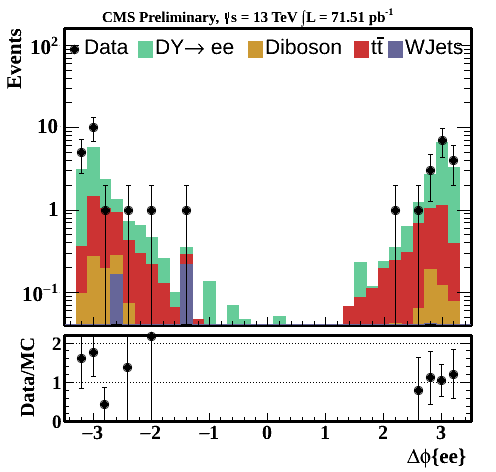 CMS Preliminary, √s = 13 TeV ∫L = 71.51 pb⁻¹
Events
Data DY→ ee Diboson tt̄ WJets
10²
10
1
10⁻¹
Data/MC
2
1
0
−3 −2 −1 0 1 2 3
Δϕ{ee}